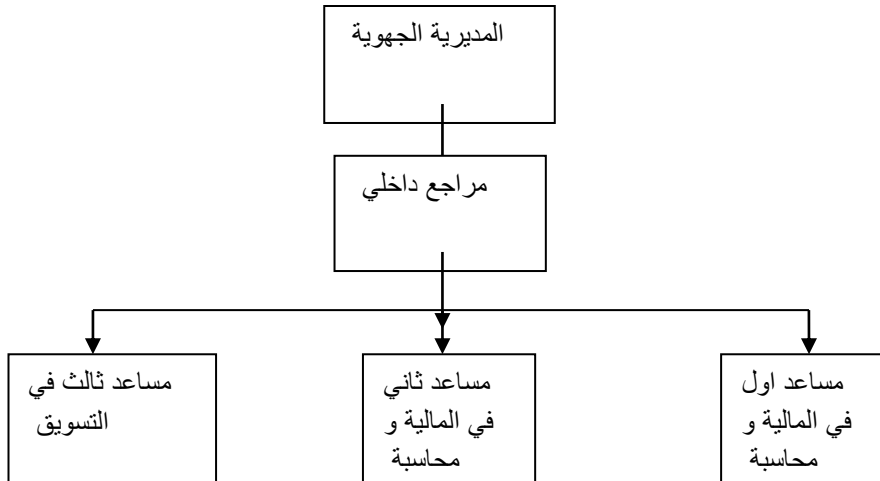 المديرية الجهوية
مراجع داخلي
مساعد اول
في المالية و
محاسبة
مساعد ثاني
في المالية و
محاسبة
مساعد ثالث في
التسويق